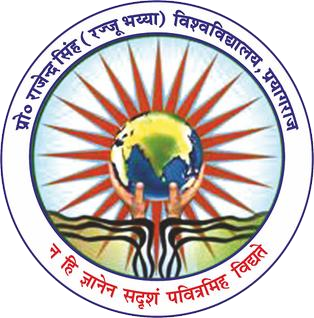 प्रो० राजेन्द्र सिंह ( रज्जू भय्या ) विश्वविद्यालय, प्रयागराज
न हि ज्ञानेन सदृशं पवित्रमिह विद्यते